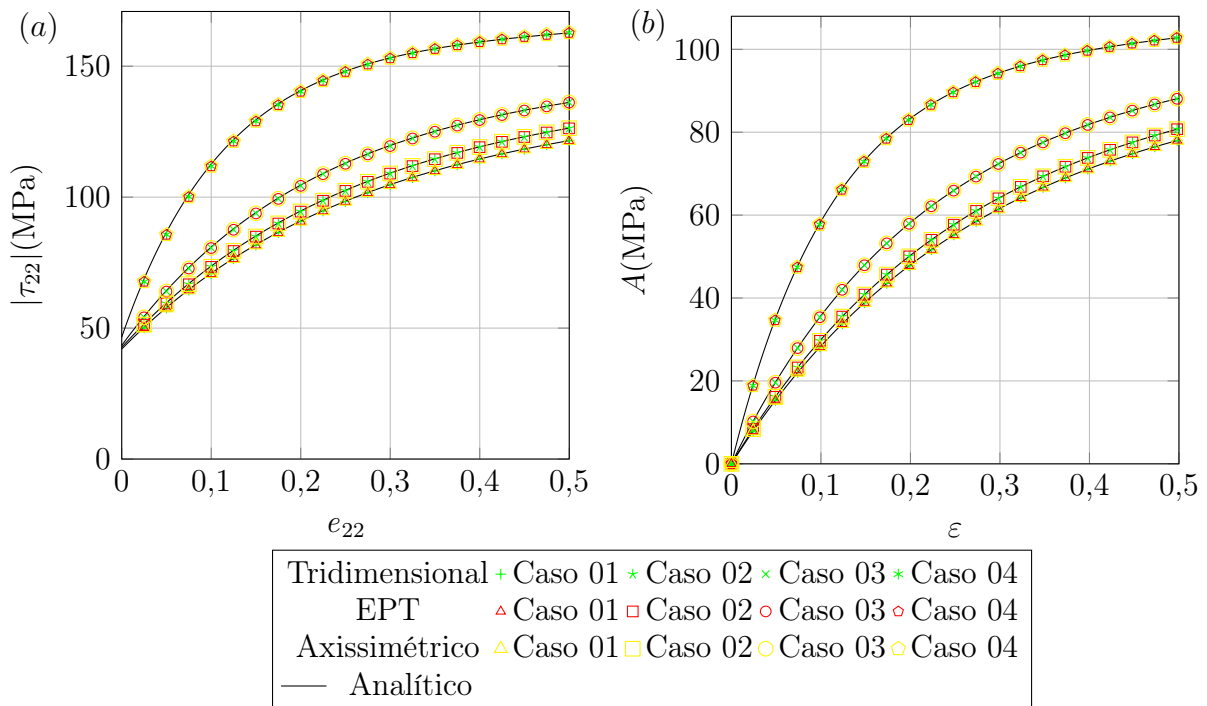 (a)
|τ22|(MPa)
150
100
50
0
0 0,1 0,2 0,3 0,4 0,5
e22
(b)
A(MPa)
100
80
60
40
20
0
0 0,1 0,2 0,3 0,4 0,5
ε
Tridimensional Caso 01 Caso 02 Caso 03 Caso 04
EPT Caso 01 Caso 02 Caso 03 Caso 04
Axissimétrico Caso 01 Caso 02 Caso 03 Caso 04
Analítico